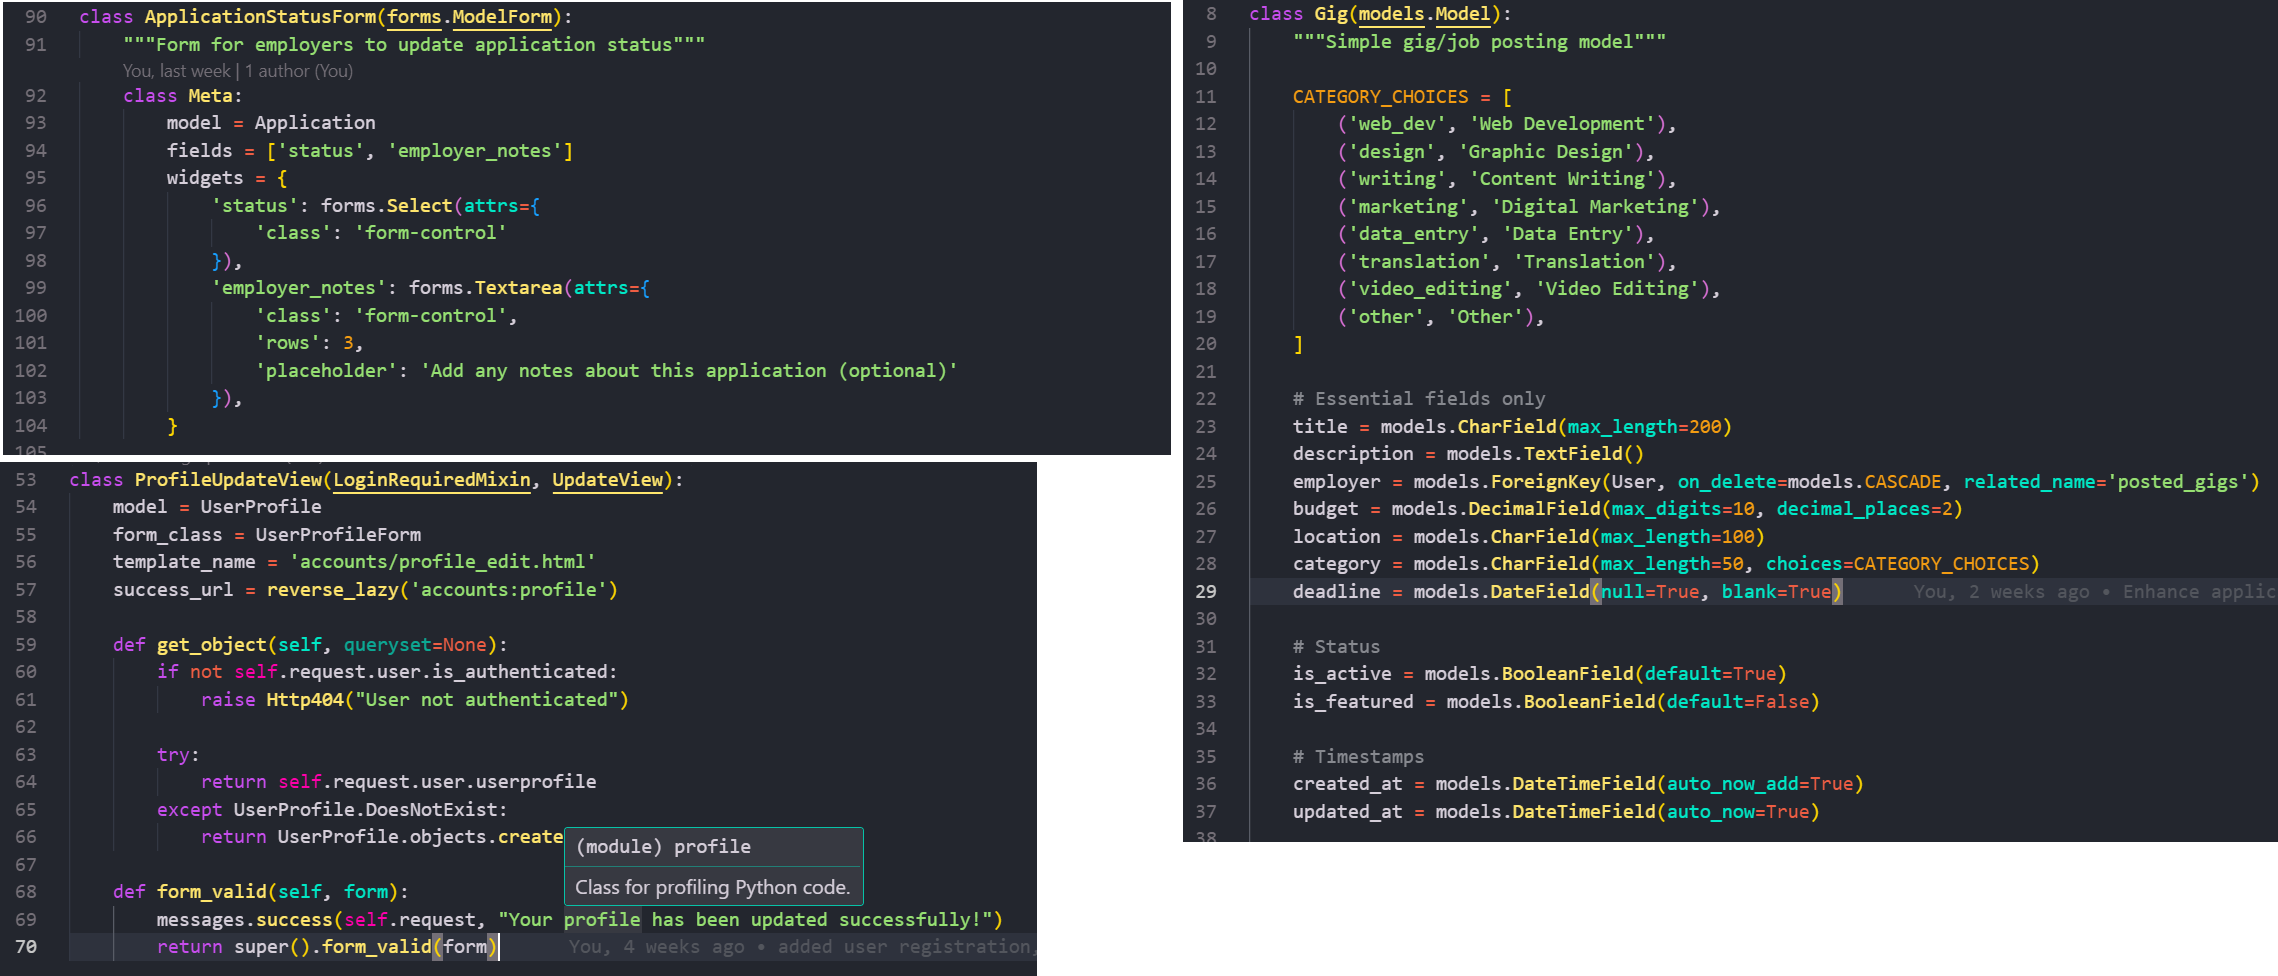 90 class ApplicationStatusForm(forms.ModelForm):
91 """Form for employers to update application status"""
You, last week | 1 author (You)
92 class Meta:
93 model = Application
94 fields = ['status', 'employer_notes']
95 widgets = {
96 'status': forms.Select(attrs={
97 'class': 'form-control'
98 }),
99 'employer_notes': forms.Textarea(attrs={
100 'class': 'form-control',
101 'rows': 3,
102 'placeholder': 'Add any notes about this application (optional)'
103 }),
104 }
105
53 class ProfileUpdateView(LoginRequiredMixin, UpdateView):
54 model = UserProfile
55 form_class = UserProfileForm
56 template_name = 'accounts/profile_edit.html'
57 success_url = reverse_lazy('accounts:profile')
58
59 def get_object(self, queryset=None):
60 if not self.request.user.is_authenticated:
61 raise Http404("User not authenticated")
62
63 try:
64 return self.request.user.userprofile
65 except UserProfile.DoesNotExist:
66 return UserProfile.objects.create
(module) profile
Class for profiling Python code.
67
68 def form_valid(self, form):
69 messages.success(self.request, "Your profile has been updated successfully!")
70 return super().form_valid(form) You, 4 weeks ago • added user registration,
8 class Gig(models.Model):
9 """Simple gig/job posting model"""
10
11 CATEGORY_CHOICES = [
12 ('web_dev', 'Web Development'),
13 ('design', 'Graphic Design'),
14 ('writing', 'Content Writing'),
15 ('marketing', 'Digital Marketing'),
16 ('data_entry', 'Data Entry'),
17 ('translation', 'Translation'),
18 ('video_editing', 'Video Editing'),
19 ('other', 'Other'),
20 ]
21
22 # Essential fields only
23 title = models.CharField(max_length=200)
24 description = models.TextField()
25 employer = models.ForeignKey(User, on_delete=models.CASCADE, related_name='posted_gigs')
26 budget = models.DecimalField(max_digits=10, decimal_places=2)
27 location = models.CharField(max_length=100)
28 category = models.CharField(max_length=50, choices=CATEGORY_CHOICES)
29 deadline = models.DateField(null=True, blank=True) You, 2 weeks ago • Enhance applic
30
31 # Status
32 is_active = models.BooleanField(default=True)
33 is_featured = models.BooleanField(default=False)
34
35 # Timestamps
36 created_at = models.DateTimeField(auto_now_add=True)
37 updated_at = models.DateTimeField(auto_now=True)
38